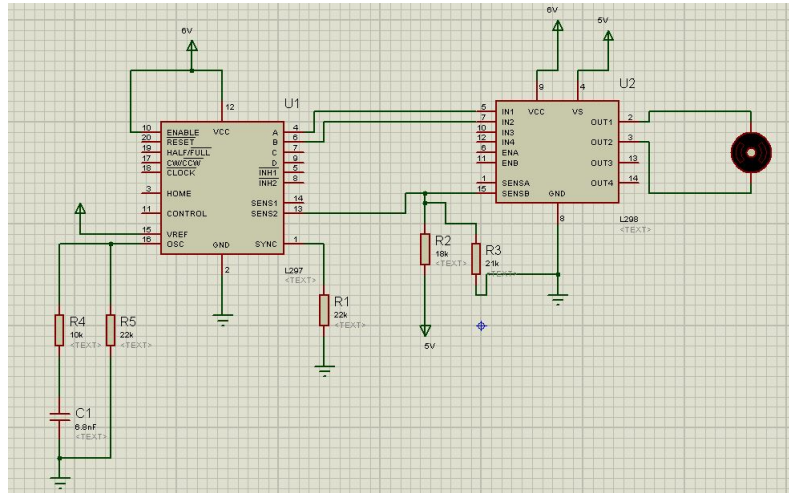 6V
12
U1
VCC
10 ENABLE
20 RESET
19 HALF/FULL
17 CW/CCW
18 CLOCK
3 HOME
11 CONTROL
15 VREF
16 OSC
GND
2
A 4
B 6
C 7
D 9
INH1 5
INH2 8
SENS1 14
SENS2 13
SYNC 1
L297
<TEXT>
6V
5V
9
4
U2
VCC
VS
5 IN1
7 IN2
10 IN3
12 IN4
6 ENA
11 ENB
1 SENSA
15 SENSB
OUT1 2
OUT2 3
OUT3 13
OUT4 14
GND
8
L298
<TEXT>
R2
18k
<TEXT>
R3
21k
<TEXT>
5V
R1
22k
<TEXT>
R4
10k
<TEXT>
R5
22k
<TEXT>
C1
6.8nF
<TEXT>